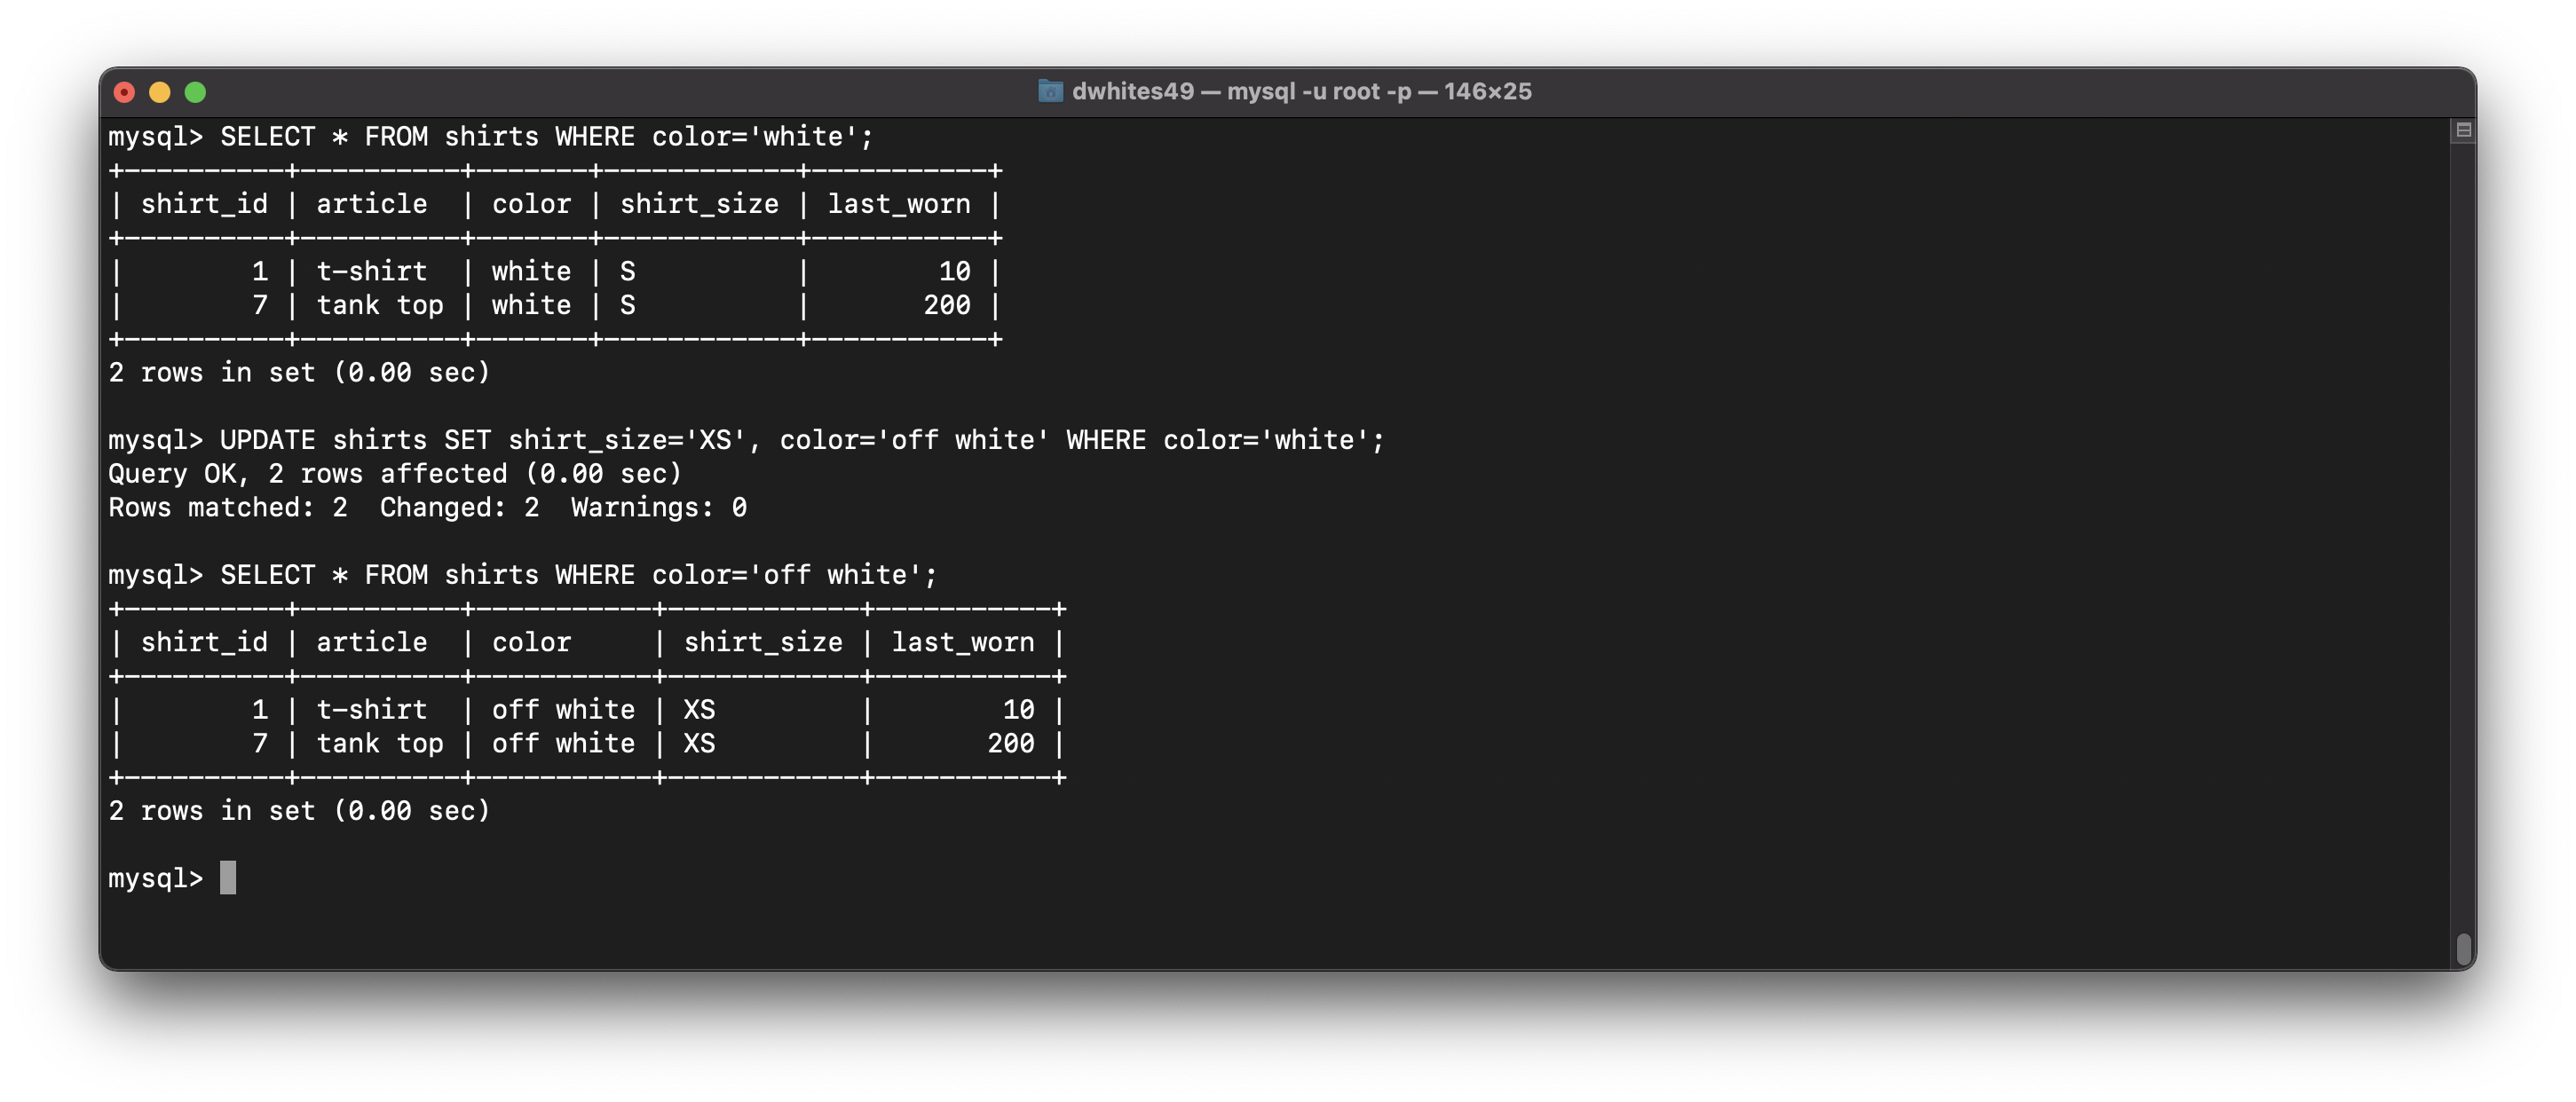 dwhites49 — mysql -u root -p — 146×25
mysql> SELECT * FROM shirts WHERE color='white';
+----------+----------+-------+------------+-----------+
| shirt_id | article  | color | shirt_size | last_worn |
+----------+----------+-------+------------+-----------+
|        1 | t-shirt  | white | S          |        10 |
|        7 | tank top | white | S          |       200 |
+----------+----------+-------+------------+-----------+
2 rows in set (0.00 sec)

mysql> UPDATE shirts SET shirt_size='XS', color='off white' WHERE color='white';
Query OK, 2 rows affected (0.00 sec)
Rows matched: 2  Changed: 2  Warnings: 0

mysql> SELECT * FROM shirts WHERE color='off white';
+----------+----------+-----------+------------+-----------+
| shirt_id | article  | color     | shirt_size | last_worn |
+----------+----------+-----------+------------+-----------+
|        1 | t-shirt  | off white | XS         |        10 |
|        7 | tank top | off white | XS         |       200 |
+----------+----------+-----------+------------+-----------+
2 rows in set (0.00 sec)

mysql>